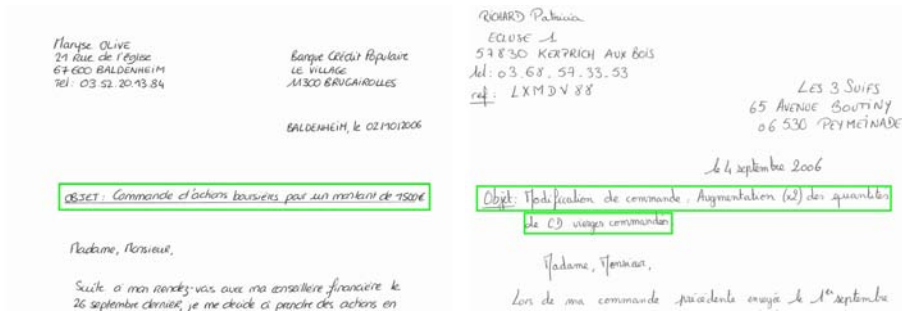 Maryse OLIVE
21 Rue de l'église
67600 BALDENHEIM
Tel: 03.52.20.13.84
Banque Crédit Populaire
LE VILLAGE
11300 BRUGAIROLLES
BALDENHEIM, le 02/10/2006
OBJET : Commande d'actions boursières pour un montant de 7500€
Madame, Monsieur,
Suite à mon rendez-vous avec ma conseillère financière le
26 septembre dernier, je me décide à prendre des actions en
RICHARD Patricia
ECLUSE 1
57830 KERPRICH AUX BOIS
tel: 03.68.57.33.53
ref: LXMDV88
LES 3 SUIFS
65 AVENUE BOUTINY
06 530 PEYMEINADE
le 4 septembre 2006
Objet: Modification de commande : Augmentation (x2) des quantités
de CD vierges commandés
Madame, Monsieur,
Lors de ma commande précédente envoyée le 1er septembre